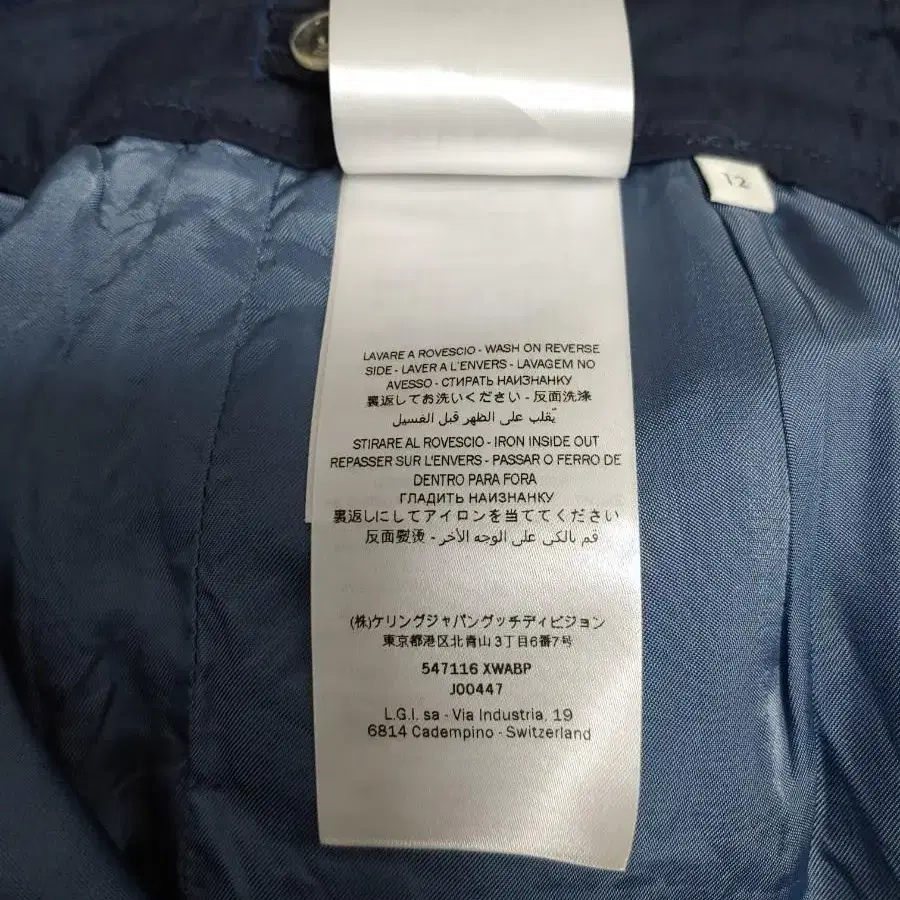 12
LAVARE A ROVESCIO - WASH ON REVERSE
SIDE - LAVER A L'ENVERS - LAVAGEM NO
AVESSO - СТИРАТЬ НАИЗНАНКУ
裏返してお洗いください - 反面洗涤
يُقلب على الظهر قبل الغسيل
STIRARE AL ROVESCIO - IRON INSIDE OUT
REPASSER SUR L'ENVERS - PASSAR O FERRO DE
DENTRO PARA FORA
ГЛАДИТЬ НАИЗНАНКУ
裏返しにしてアイロンを当ててください
反面熨烫 - قم بالكى على الوجه الأخر
(株)ケリングジャパングッチディビジョン
東京都港区北青山3丁目6番7号
547116 XWABP
J00447
L.G.I. sa - Via Industria, 19
6814 Cadempino - Switzerland